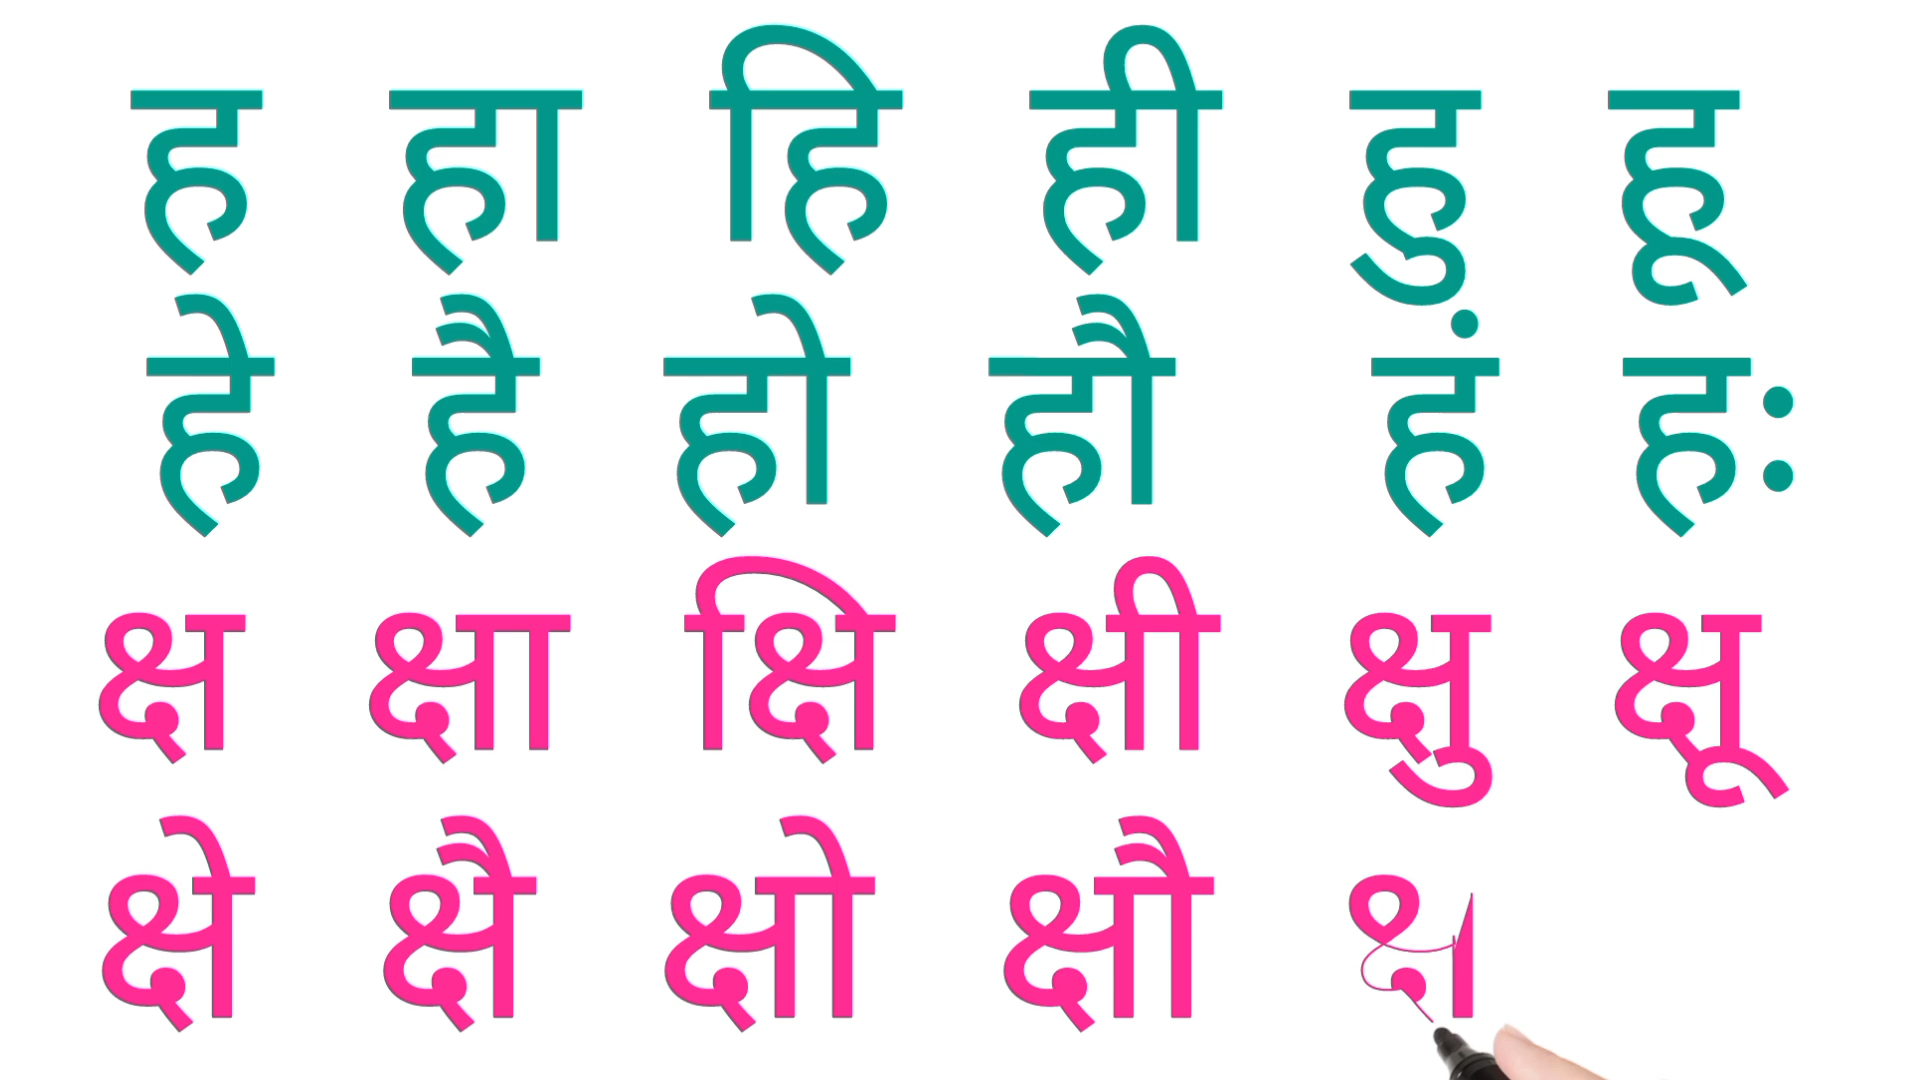 ह हा हि ही हु हू
हे है हो हौ हं हः
क्ष क्षा क्षि क्षी क्षु क्षू
क्षे क्षै क्षो क्षौ